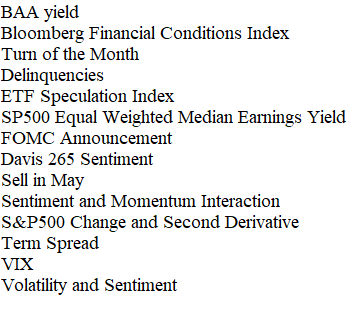 BAA yield
Bloomberg Financial Conditions Index
Turn of the Month
Delinquencies
ETF Speculation Index
SP500 Equal Weighted Median Earnings Yield
FOMC Announcement
Davis 265 Sentiment
Sell in May
Sentiment and Momentum Interaction
S&P500 Change and Second Derivative
Term Spread
VIX
Volatility and Sentiment